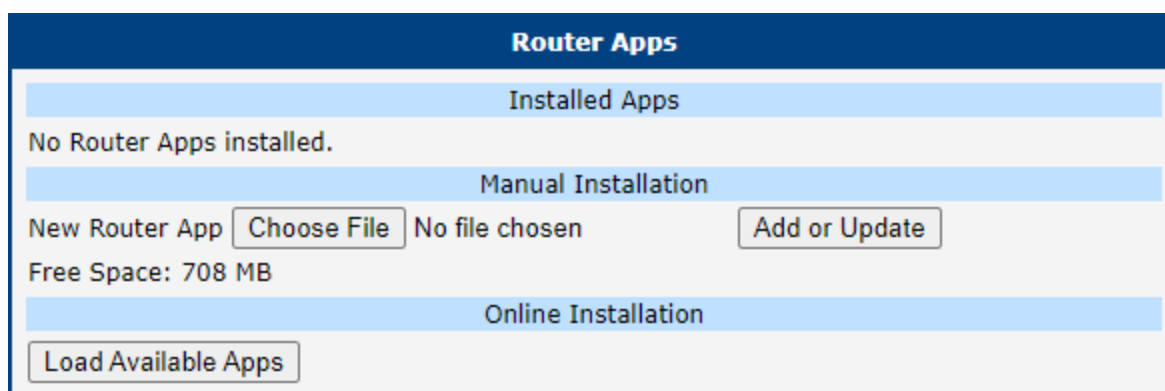 Router Apps
Installed Apps
No Router Apps installed.
Manual Installation
New Router App Choose File No file chosen Add or Update
Free Space: 708 MB
Online Installation
Load Available Apps